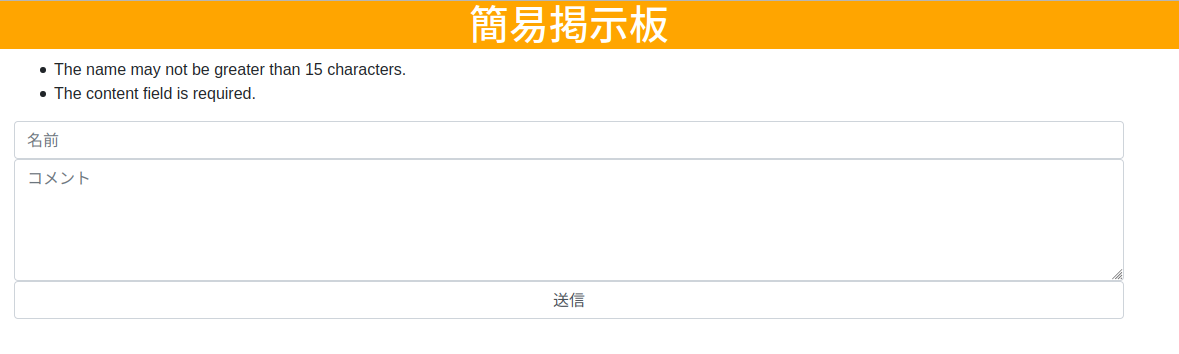 簡易掲示板
The name may not be greater than 15 characters.
The content field is required.
名前
コメント
送信